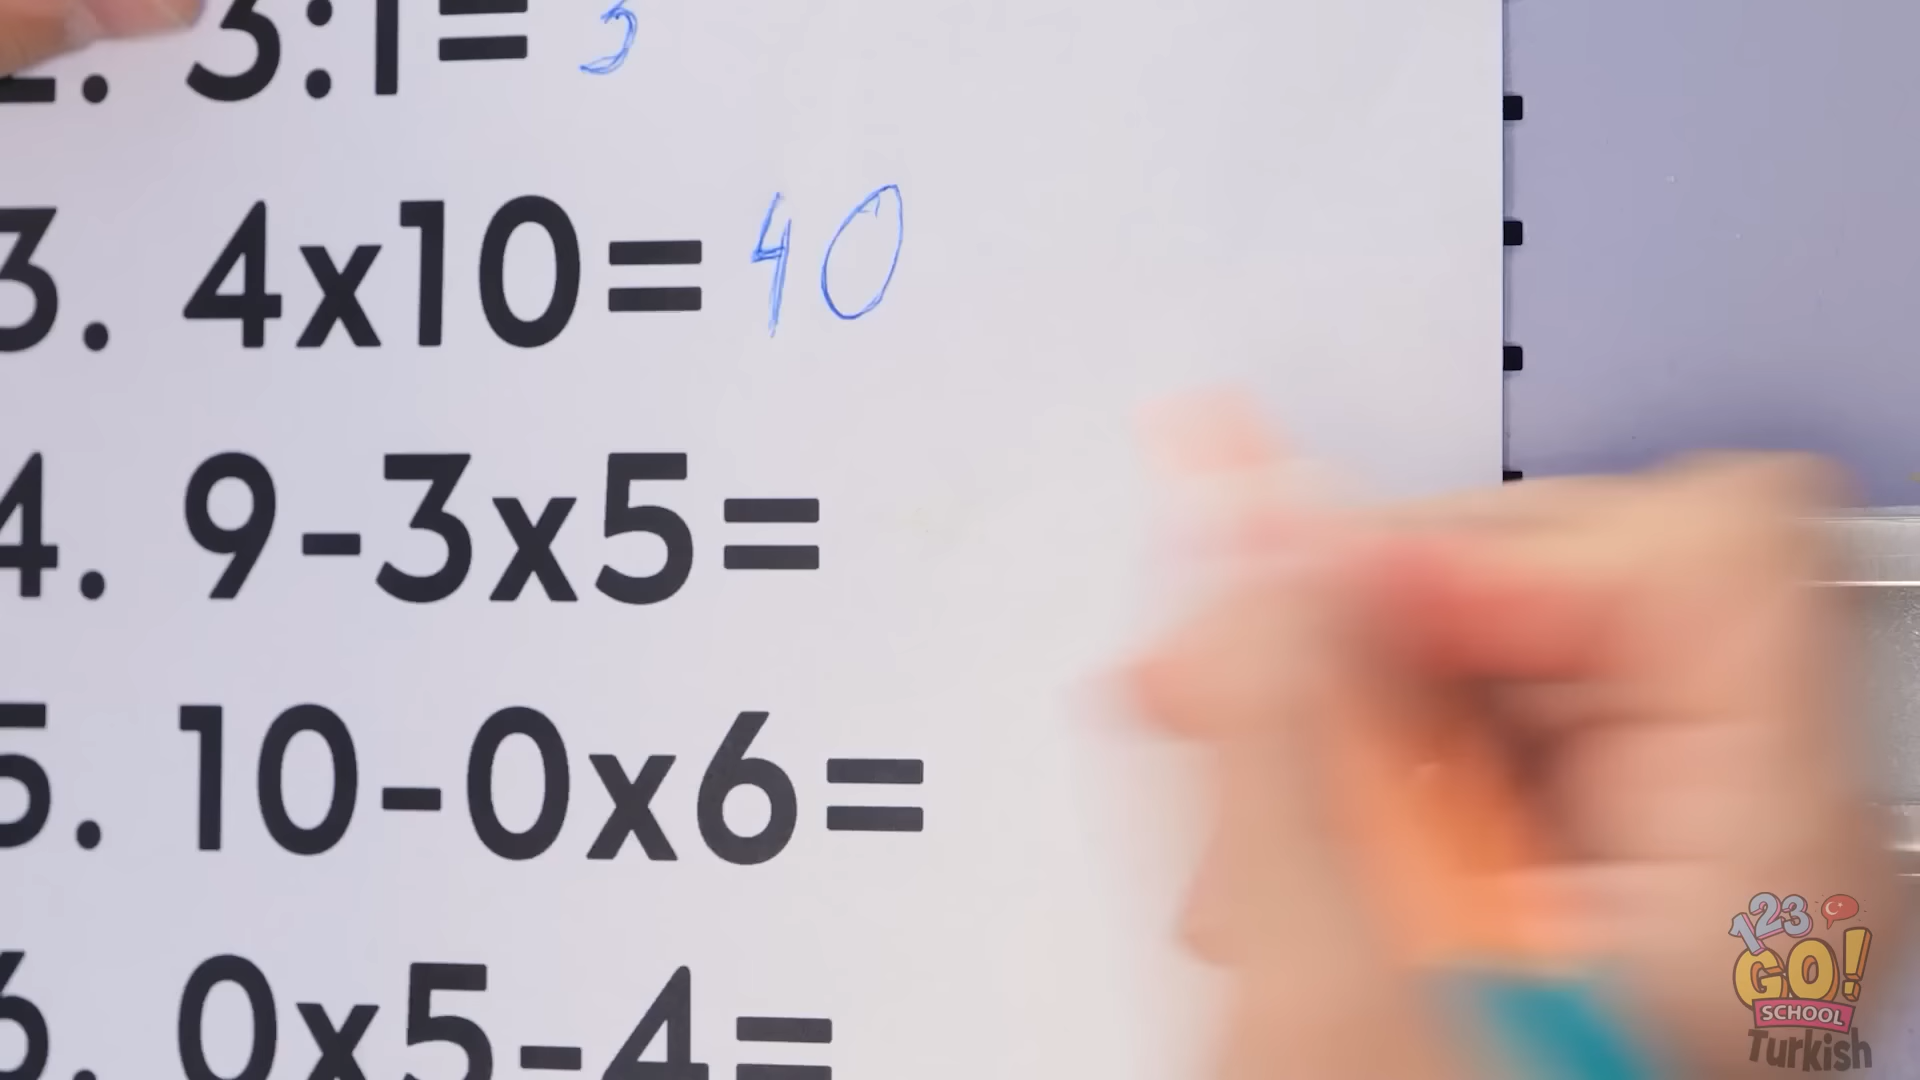 2. 3:1= 3
3. 4x10= 40
4. 9-3x5=
5. 10-0x6=
6. 0x5-4=
123
GO!
SCHOOL
Turkish